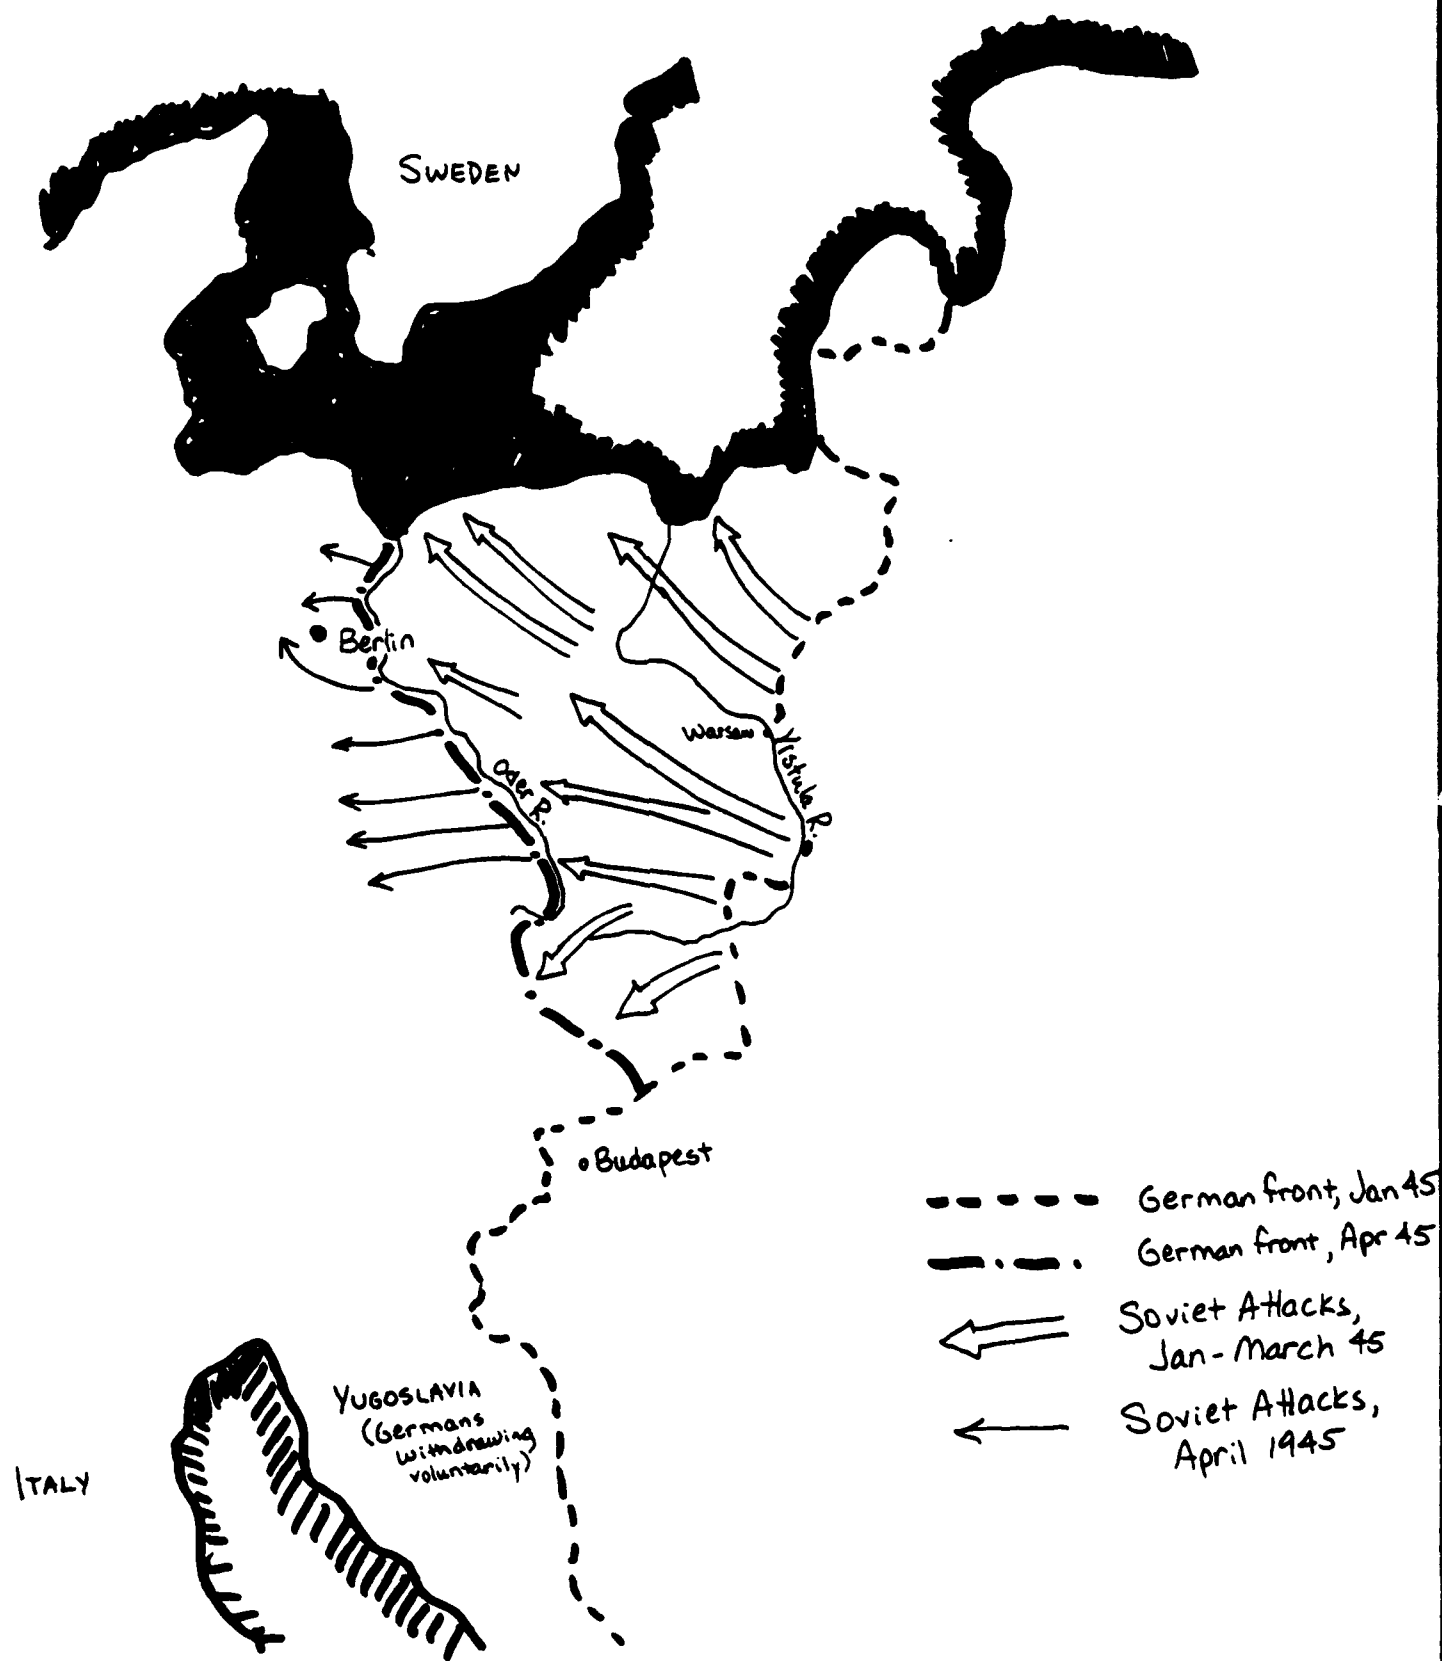 SWEDEN
Berlin
Warsaw
Vistula R.
Oder R.
Budapest
German front, Jan 45
German front, Apr 45
Soviet Attacks,
Jan - March 45
Soviet Attacks,
April 1945
YUGOSLAVIA
(Germans
withdrawing
voluntarily)
ITALY